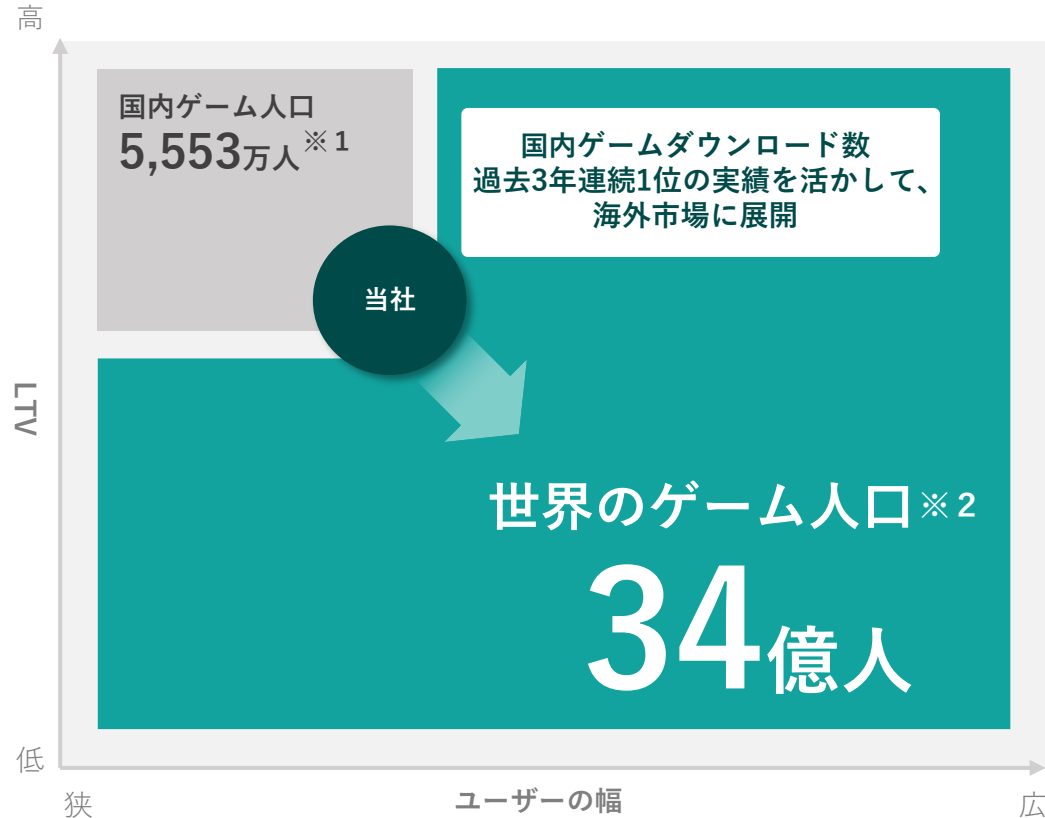 高
国内ゲーム人口
5,553万人※1
国内ゲームダウンロード数
過去3年連続1位の実績を活かして、
海外市場に展開
当社
LTV
世界のゲーム人口※2
34億人
低
狭
ユーザーの幅
広